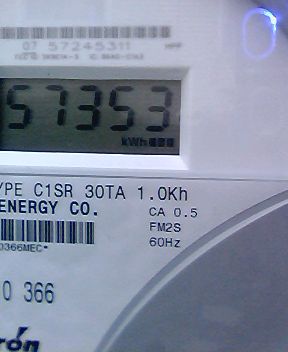 07 57245311
57353
kWh
YPE C1SR 30TA 1.0Kh
ENERGY CO.
CA 0.5
FM2S
60Hz
0366MEC*
0 366
rón